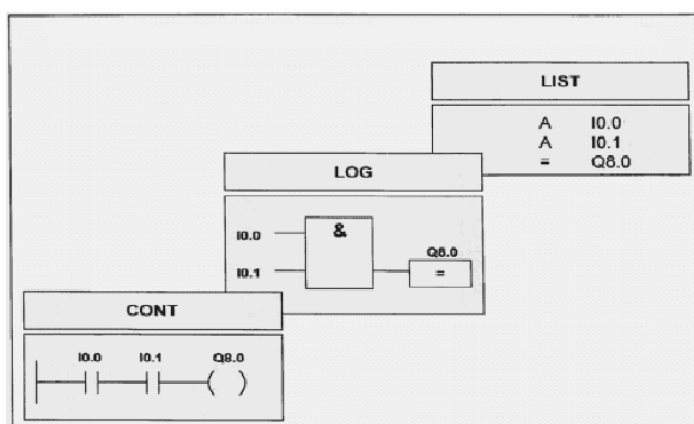 LIST
A I0.0
A I0.1
= Q8.0
LOG
I0.0
&
I0.1
Q8.0
=
CONT
I0.0 I0.1 Q8.0